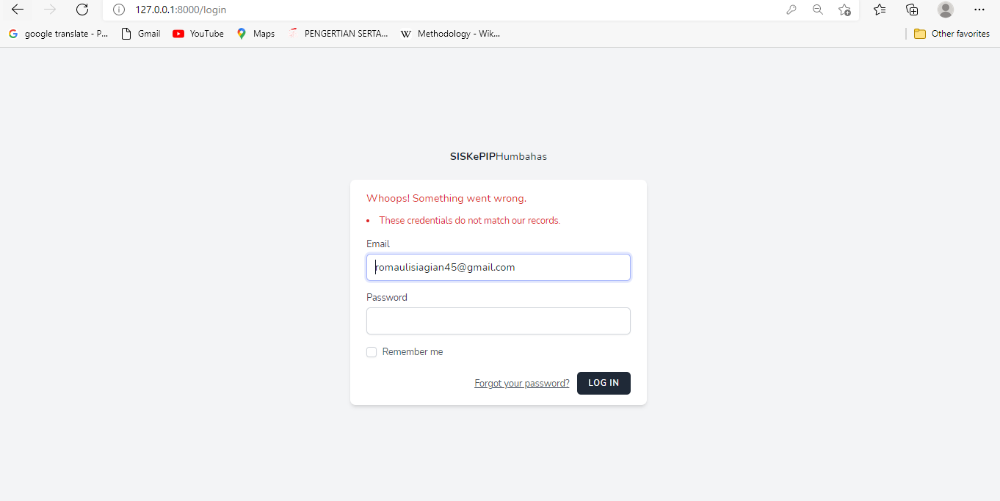 127.0.0.1:8000/login
google translate - P... Gmail YouTube Maps PENGERTIAN SERTA... W Methodology - Wik... Other favorites
SISKePIPHumbahas
Whoops! Something went wrong.
These credentials do not match our records.
Email
romaulisiagian45@gmail.com
Password
Remember me
Forgot your password? LOG IN